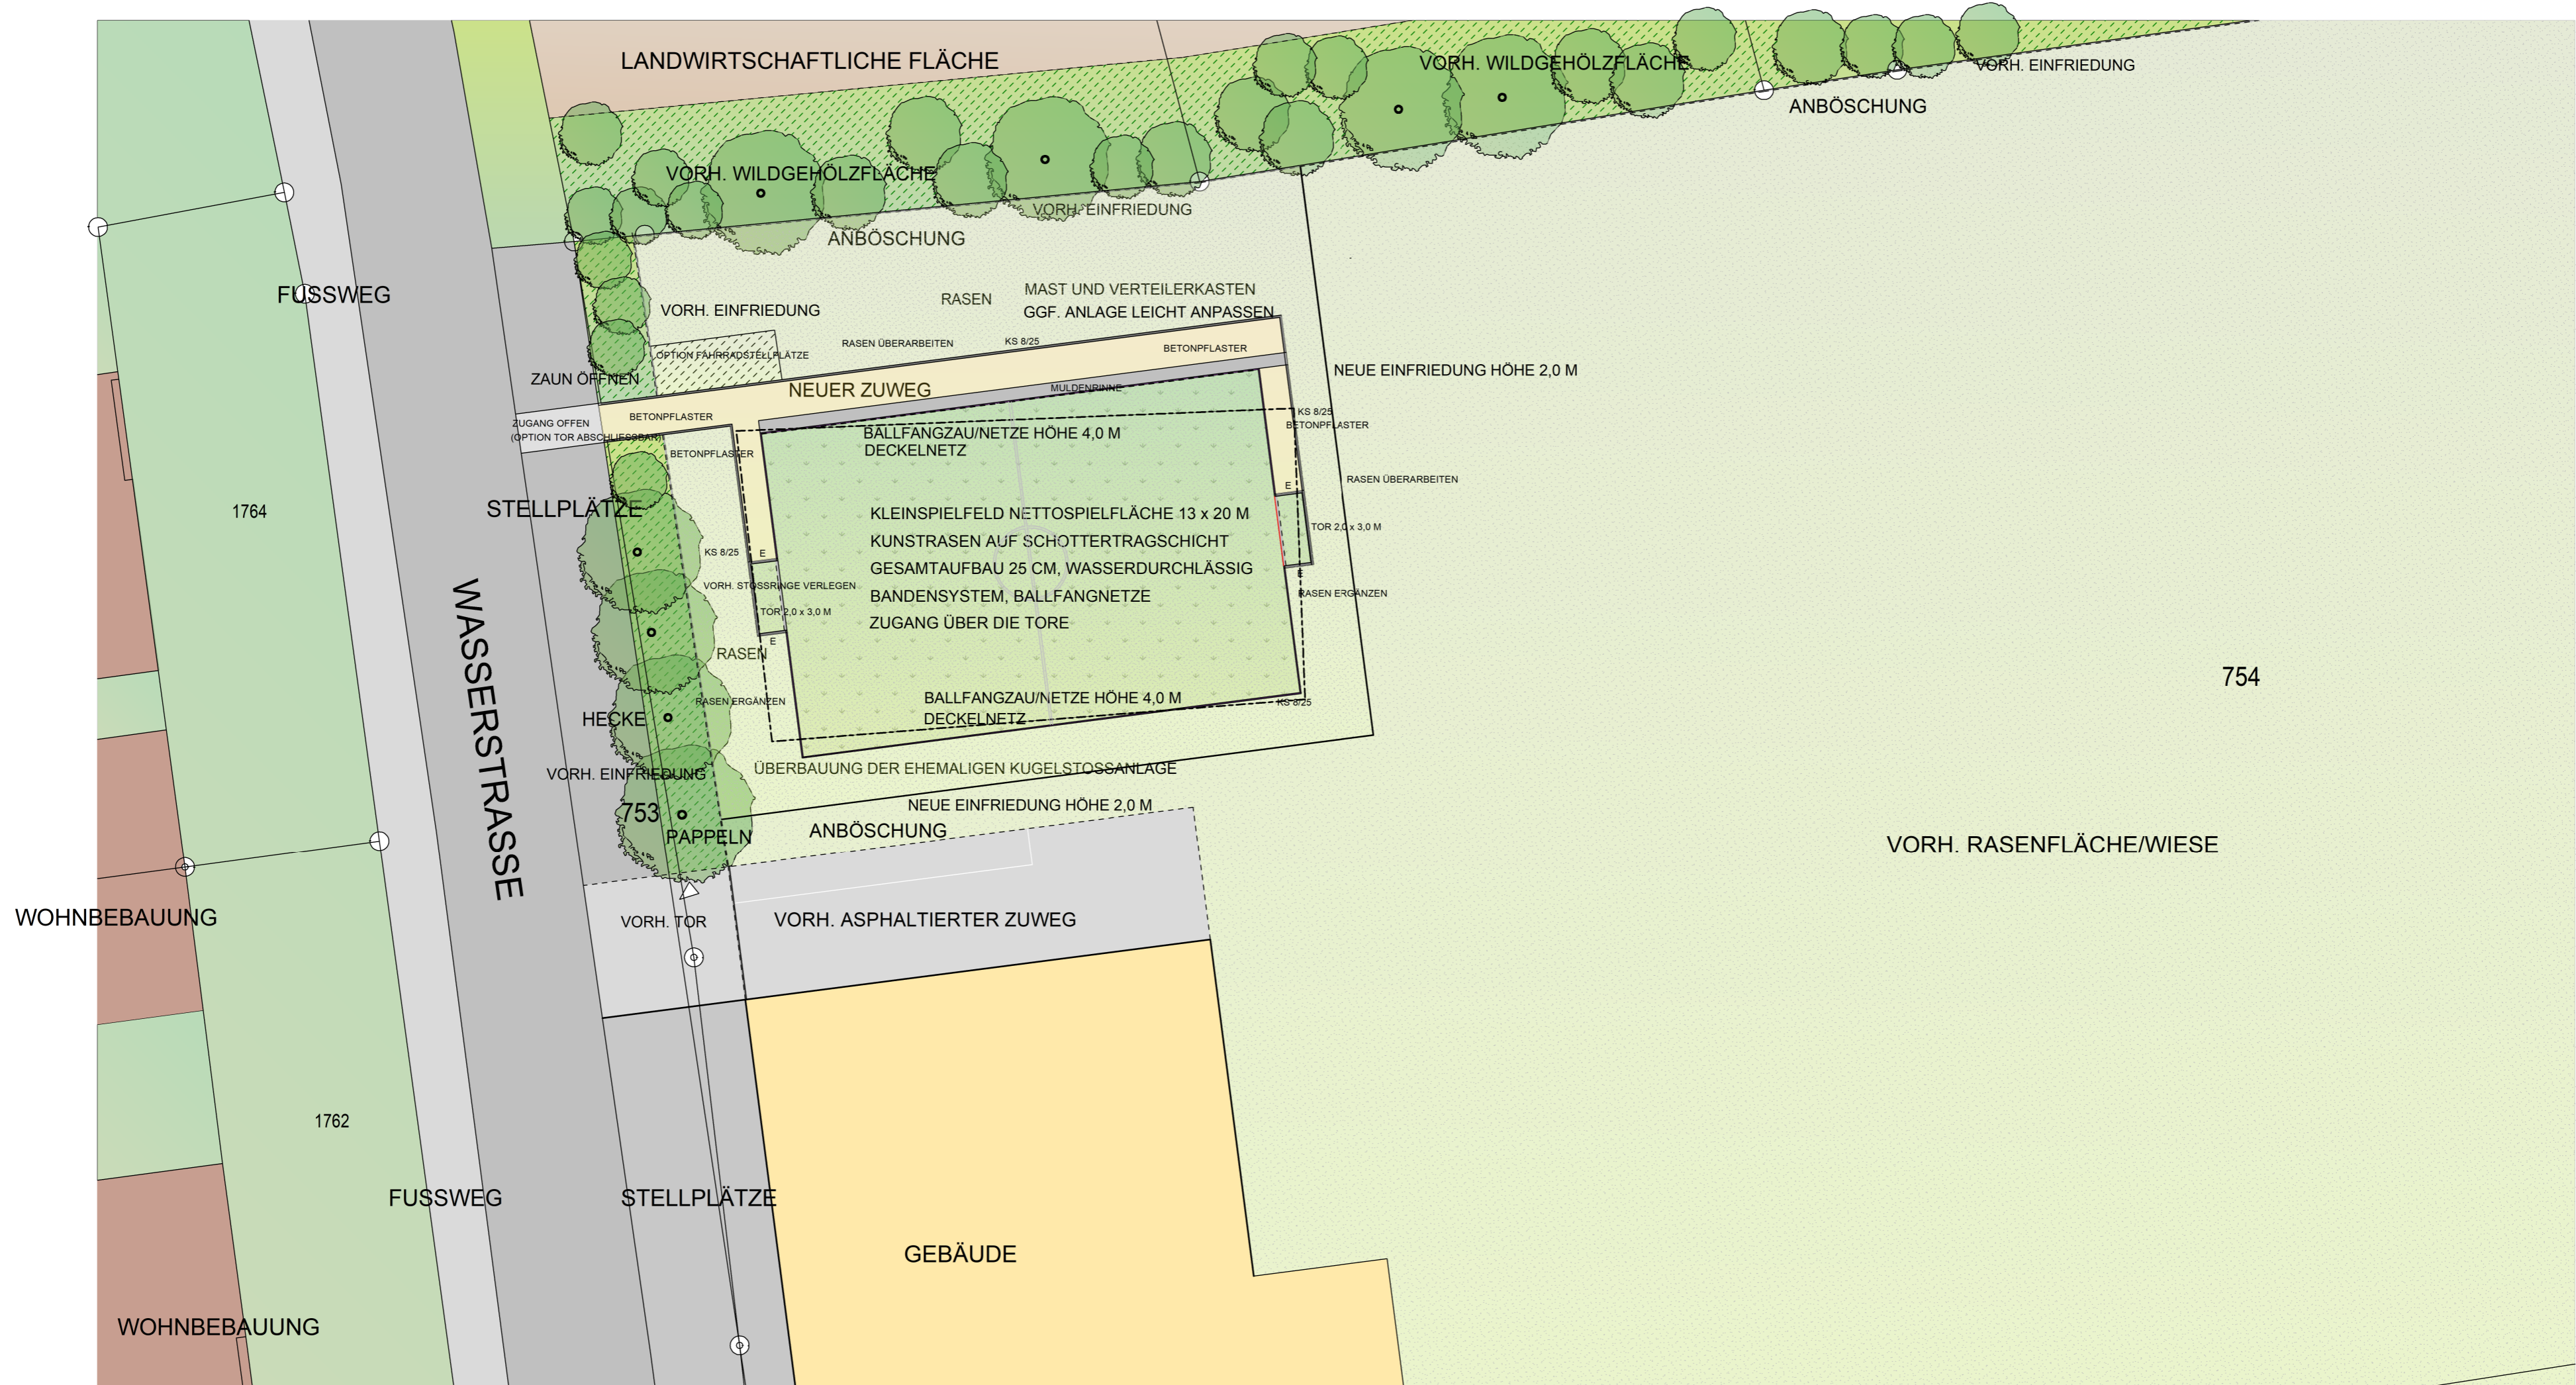 LANDWIRTSCHAFTLICHE FLÄCHE
VORH. WILDGEHÖLZFLÄCHE
VORH. EINFRIEDUNG
ANBÖSCHUNG
VORH. WILDGEHÖLZFLÄCHE
VORH. EINFRIEDUNG
ANBÖSCHUNG
FUSSWEG
VORH. EINFRIEDUNG
RASEN
MAST UND VERTEILERKASTEN
GGF. ANLAGE LEICHT ANPASSEN
RASEN ÜBERARBEITEN
KS 8/25
BETONPFLASTER
OPTION FAHRRADSTELLPLÄTZE
ZAUN ÖFFNEN
NEUER ZUWEG
MULDENRINNE
NEUE EINFRIEDUNG HÖHE 2,0 M
ZUGANG OFFEN
(OPTION TOR ABSCHLIESSBAR)
BETONPFLASTER
KS 8/25
BETONPFLASTER
BALLFANGZAU/NETZE HÖHE 4,0 M
DECKELNETZ
BETONPFLASTER
RASEN ÜBERARBEITEN
E
STELLPLÄTZE
1764
KLEINSPIELFELD NETTOSPIELFLÄCHE 13 x 20 M
KUNSTRASEN AUF SCHOTTERTRAGSCHICHT
GESAMTAUFBAU 25 CM, WASSERDURCHLÄSSIG
BANDENSYSTEM, BALLFANGNETZE
ZUGANG ÜBER DIE TORE
TOR 2,0 x 3,0 M
KS 8/25
E
E
VORH. STOSSRINGE VERLEGEN
RASEN ERGÄNZEN
TOR 2,0 x 3,0 M
E
RASEN
WASSERSTRASSE
754
RASEN ERGÄNZEN
BALLFANGZAU/NETZE HÖHE 4,0 M
DECKELNETZ
KS 8/25
HECKE
VORH. EINFRIEDUNG
ÜBERBAUUNG DER EHEMALIGEN KUGELSTOSSANLAGE
753
NEUE EINFRIEDUNG HÖHE 2,0 M
PAPPELN
ANBÖSCHUNG
VORH. RASENFLÄCHE/WIESE
WOHNBEBAUUNG
VORH. TOR
VORH. ASPHALTIERTER ZUWEG
1762
FUSSWEG
STELLPLÄTZE
GEBÄUDE
WOHNBEBAUUNG